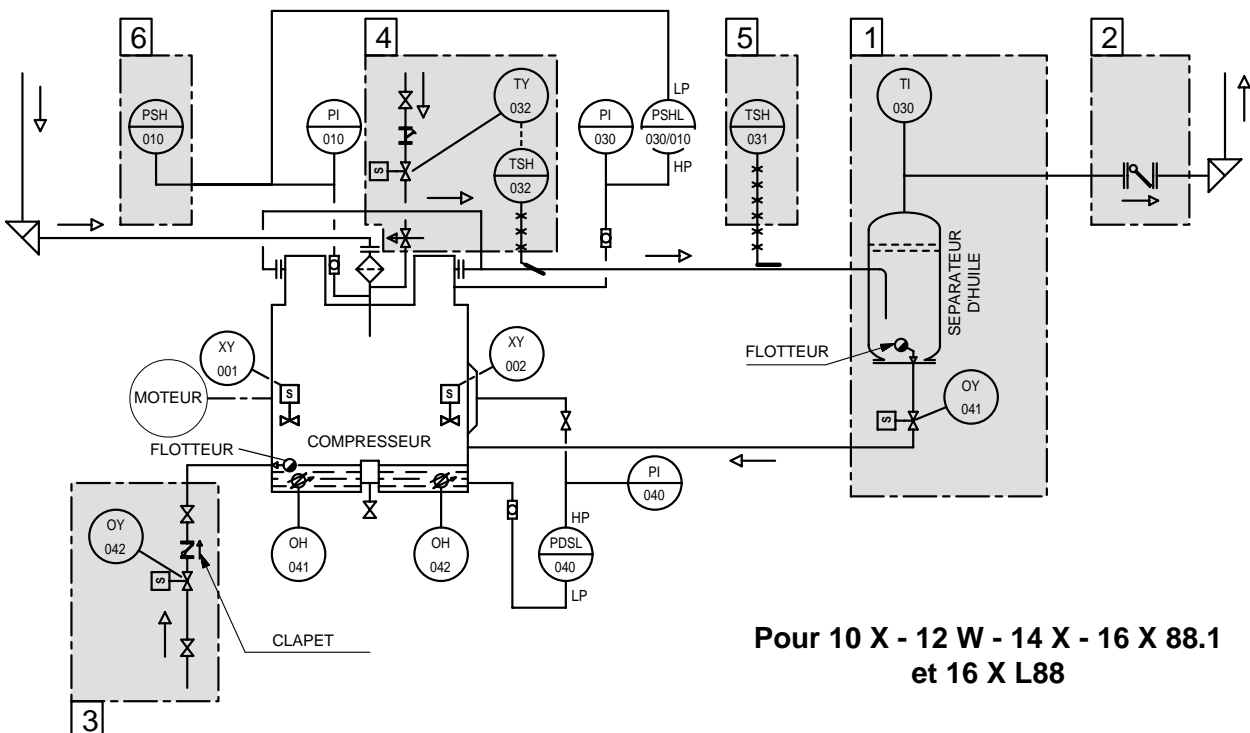 6
4
5
1
2
PSH
010
PI
010
TY
032
TSH
032
S
PI
030
LP
PSHL
030/010
HP
TSH
031
TI
030
SEPARATEUR
D'HUILE
FLOTTEUR
OY
041
S
XY
001
S
XY
002
S
MOTEUR
FLOTTEUR
COMPRESSEUR
PI
040
OY
042
S
OH
041
OH
042
HP
PDSL
040
LP
CLAPET
3
Pour 10 X - 12 W - 14 X - 16 X 88.1
et 16 X L88